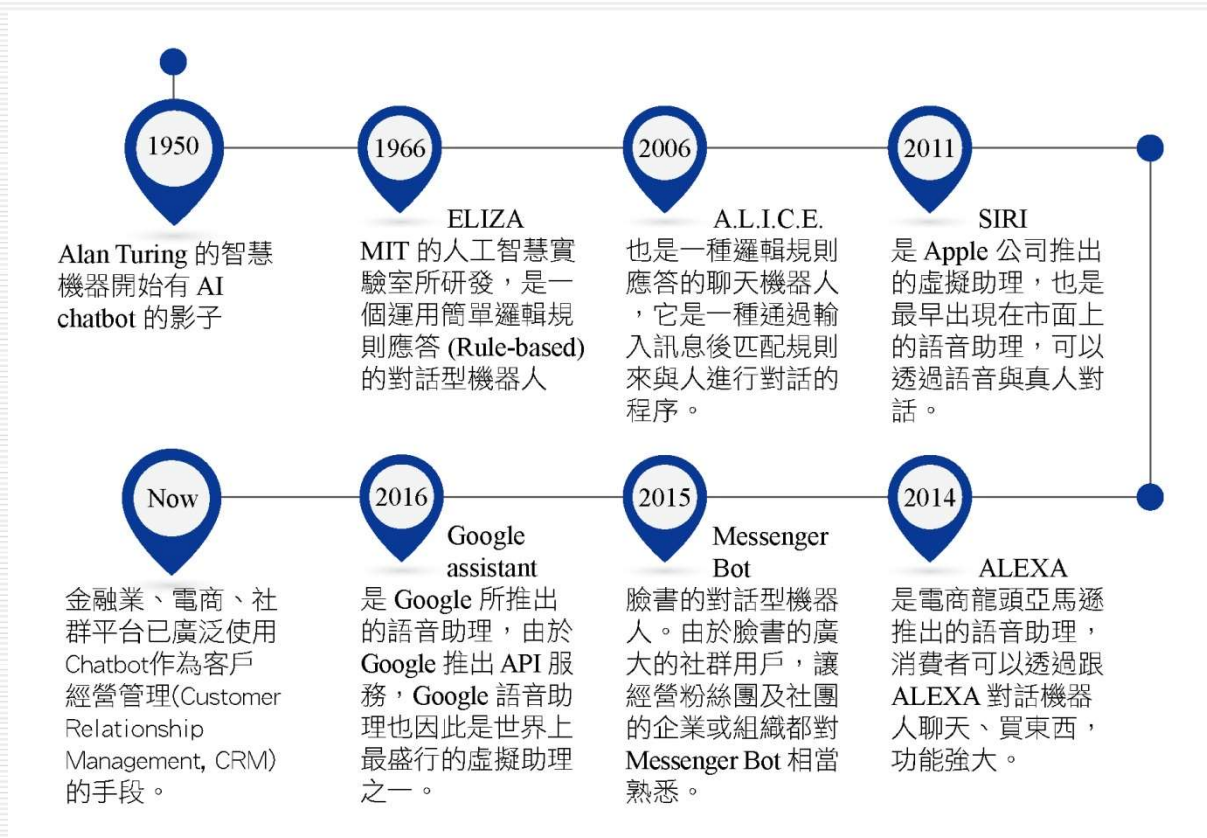 1950
Alan Turing 的智慧
機器開始有 AI
chatbot 的影子
1966
ELIZA
MIT 的人工智慧實
驗室所研發，是一
個運用簡單邏輯規
則應答 (Rule-based)
的對話型機器人
2006
A.L.I.C.E.
也是一種邏輯規則
應答的聊天機器人
，它是一種通過輸
入訊息後匹配規則
來與人進行對話的
程序。
2011
SIRI
是 Apple 公司推出
的虛擬助理，也是
最早出現在市面上
的語音助理，可以
透過語音與真人對
話。
2014
ALEXA
是電商龍頭亞馬遜
推出的語音助理，
消費者可以透過跟
ALEXA 對話機器
人聊天、買東西，
功能強大。
2015
Messenger
Bot
臉書的對話型機器
人。由於臉書的廣
大的社群用戶，讓
經營粉絲團及社團
的企業或組織都對
Messenger Bot 相當
熟悉。
2016
Google
assistant
是 Google 所推出
的語音助理，由於
Google 推出 API 服
務，Google 語音助
理也因此是世界上
最盛行的虛擬助理
之一。
Now
金融業、電商、社
群平台已廣泛使用
Chatbot作為客戶
經營管理(Customer
Relationship
Management, CRM)
的手段。